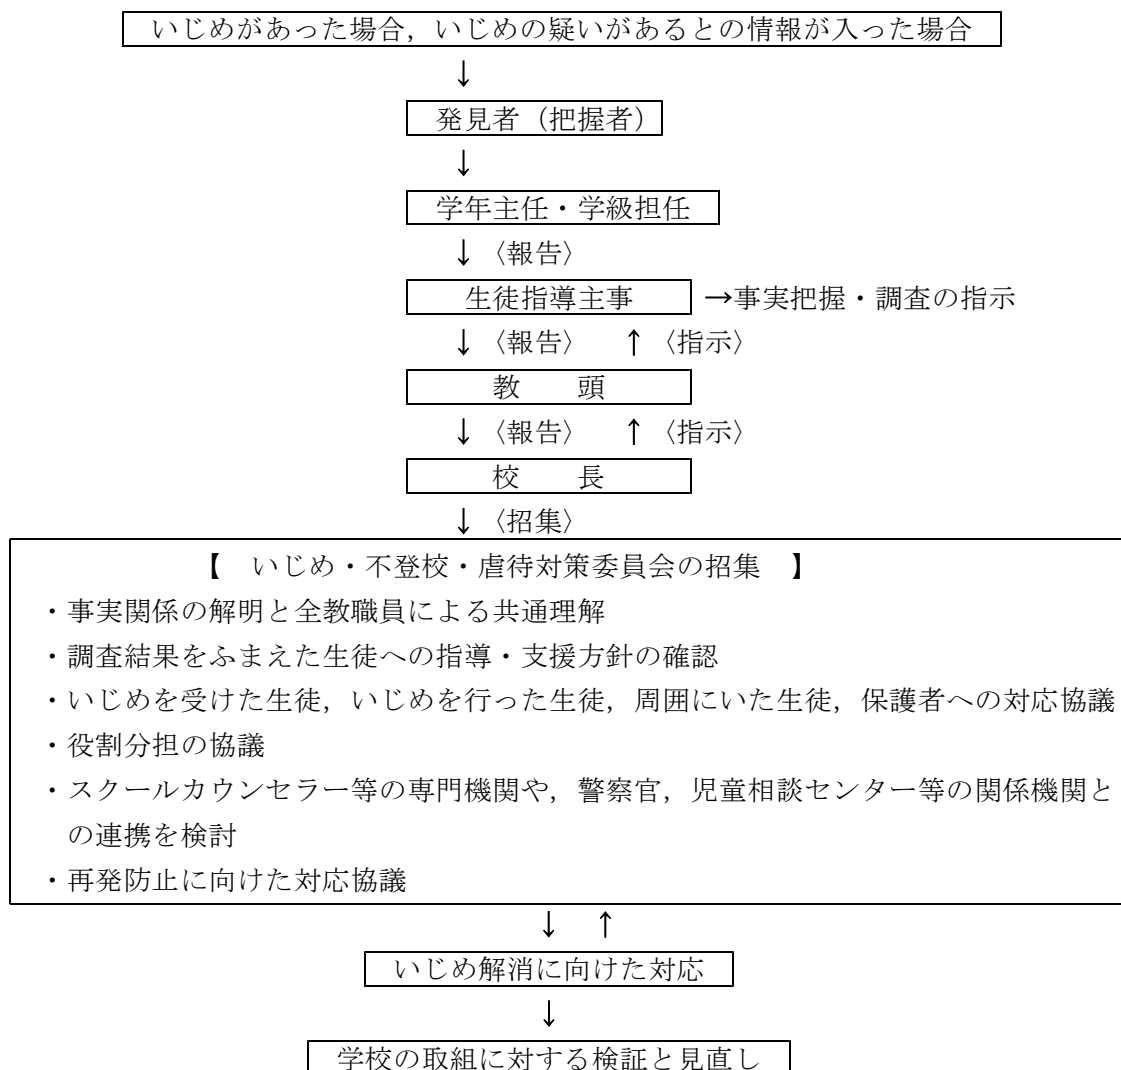 いじめがあった場合，いじめの疑いがあるとの情報が入った場合
↓
発見者（把握者）
↓
学年主任・学級担任
↓〈報告〉
生徒指導主事　→事実把握・調査の指示
↓〈報告〉　↑〈指示〉
教　　頭
↓〈報告〉　↑〈指示〉
校　　長
↓〈招集〉
【　いじめ・不登校・虐待対策委員会の招集　】
・事実関係の解明と全教職員による共通理解
・調査結果をふまえた生徒への指導・支援方針の確認
・いじめを受けた生徒，いじめを行った生徒，周囲にいた生徒，保護者への対応協議
・役割分担の協議
・スクールカウンセラー等の専門機関や，警察官，児童相談センター等の関係機関と
の連携を検討
・再発防止に向けた対応協議
↓　↑
いじめ解消に向けた対応
↓
学校の取組に対する検証と見直し